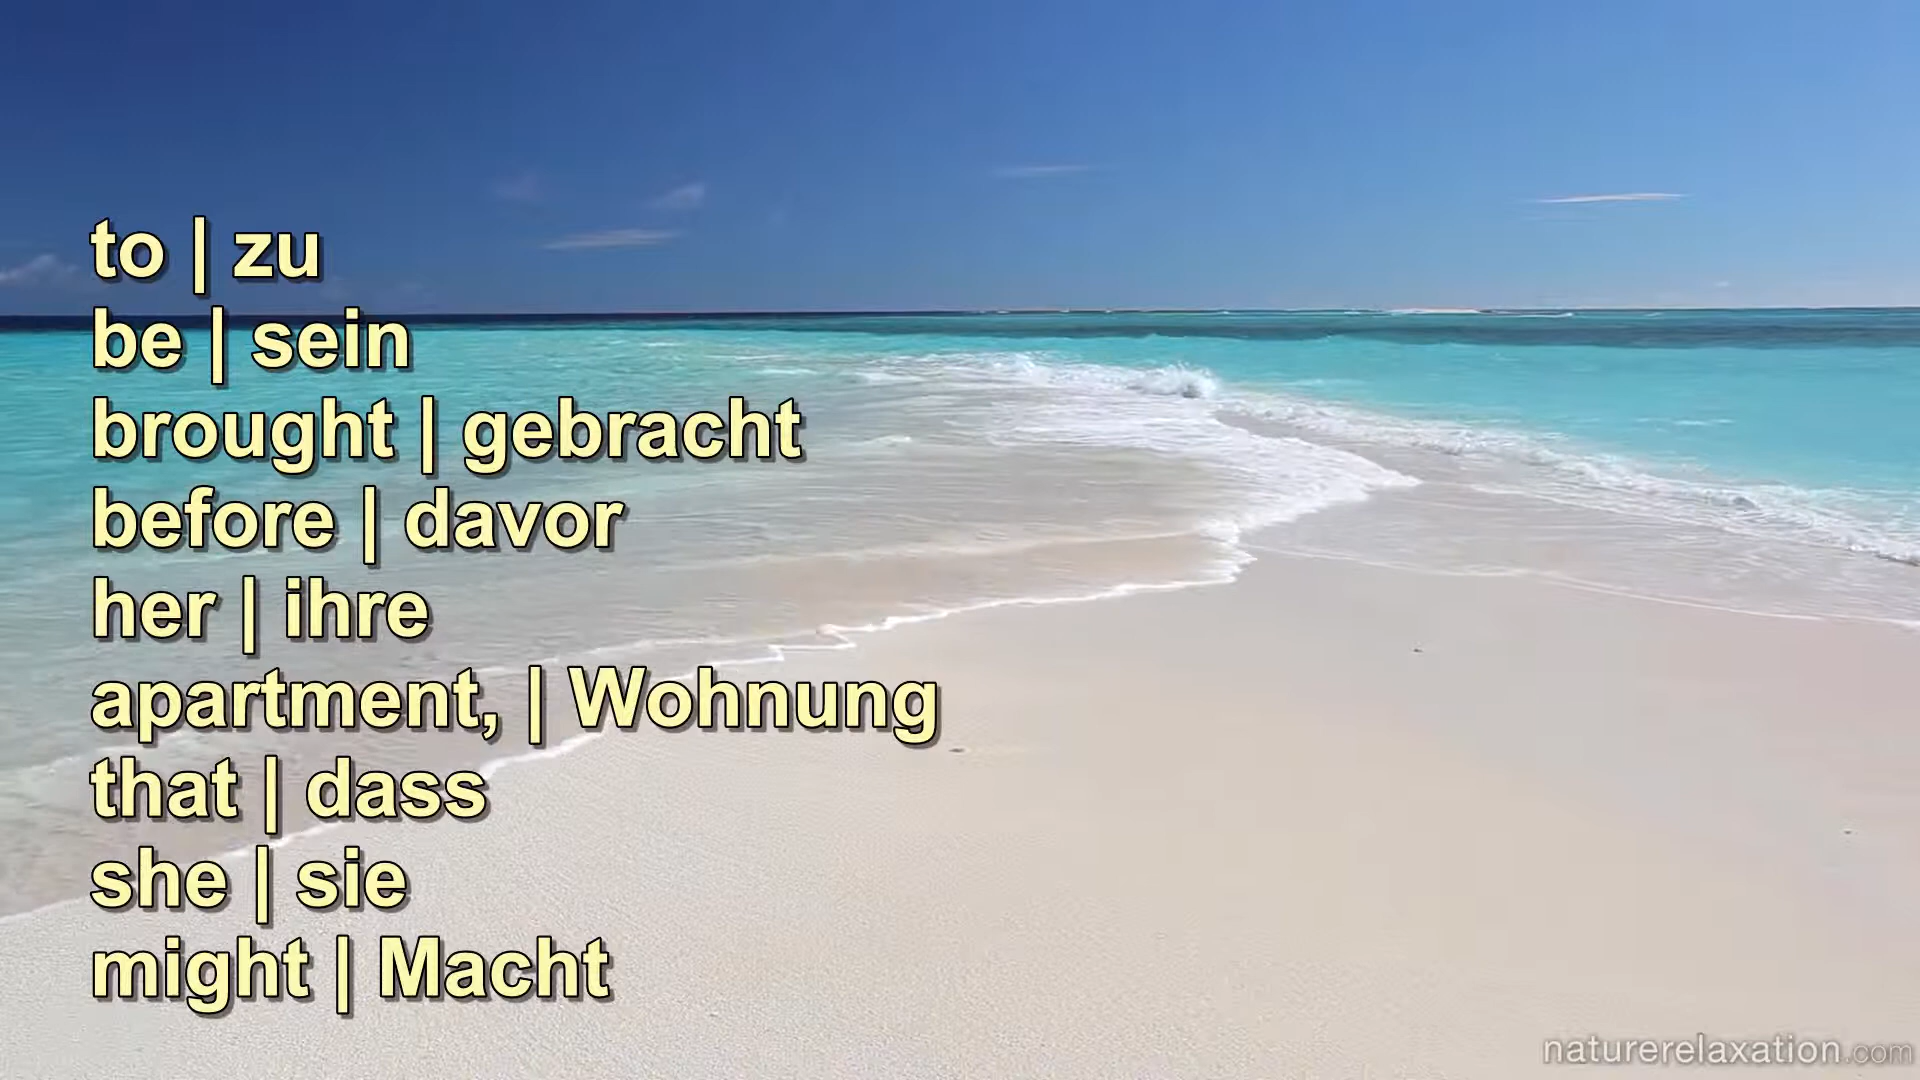 to | zu
be | sein
brought | gebracht
before | davor
her | ihre
apartment, | Wohnung
that | dass
she | sie
might | Macht
naturerelaxation.com